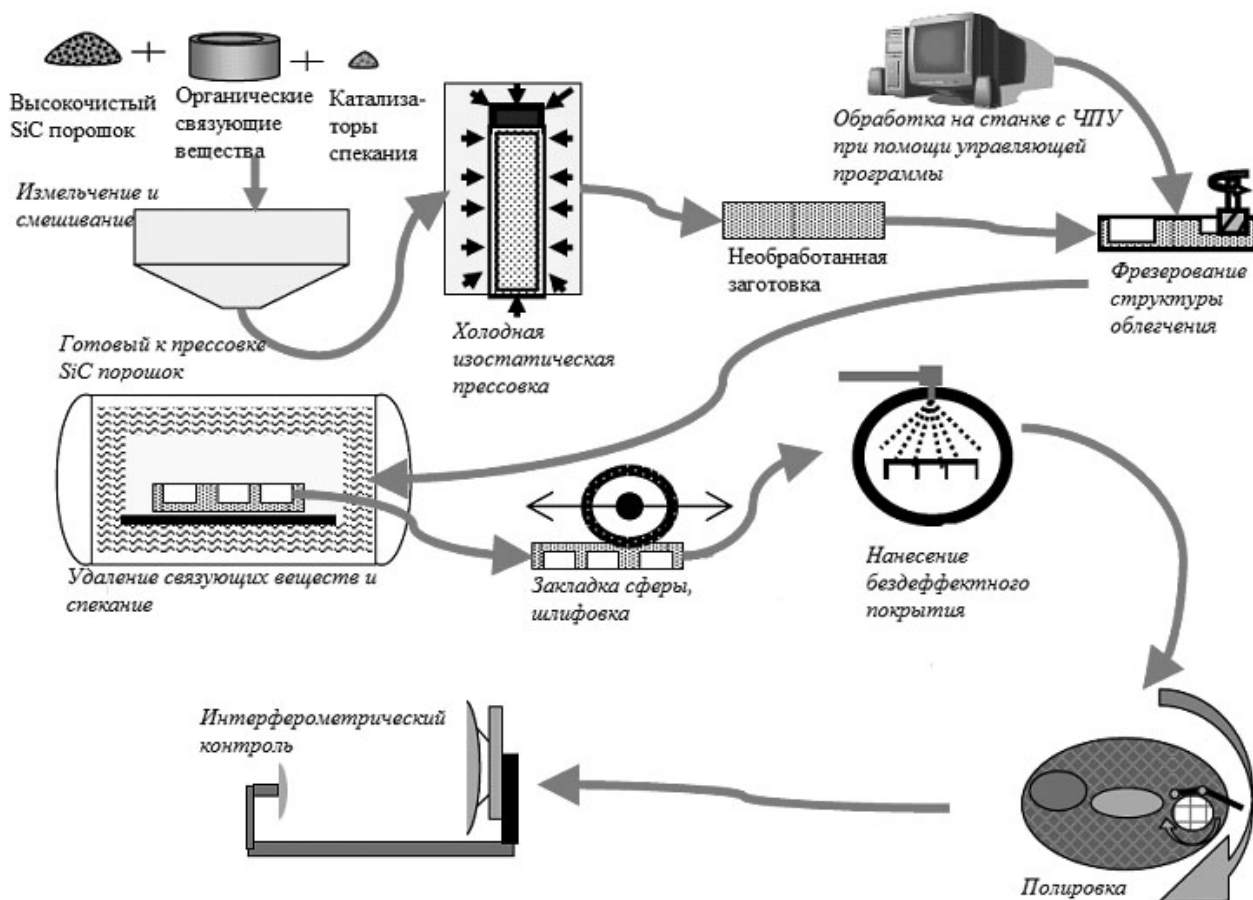 Высокочистый
SiC порошок
Органические
связующие
вещества
Катализа-
торы
спекания
Измельчение и
смешивание
Готовый к прессовке
SiC порошок
Холодная
изостатическая
прессовка
Необработанная
заготовка
Обработка на станке с ЧПУ
при помощи управляющей
программы
Фрезерование
структуры
облегчения
Удаление связующих веществ и
спекание
Закладка сферы,
шлифовка
Нанесение
бездеффектного
покрытия
Полировка
Интерферометрический
контроль